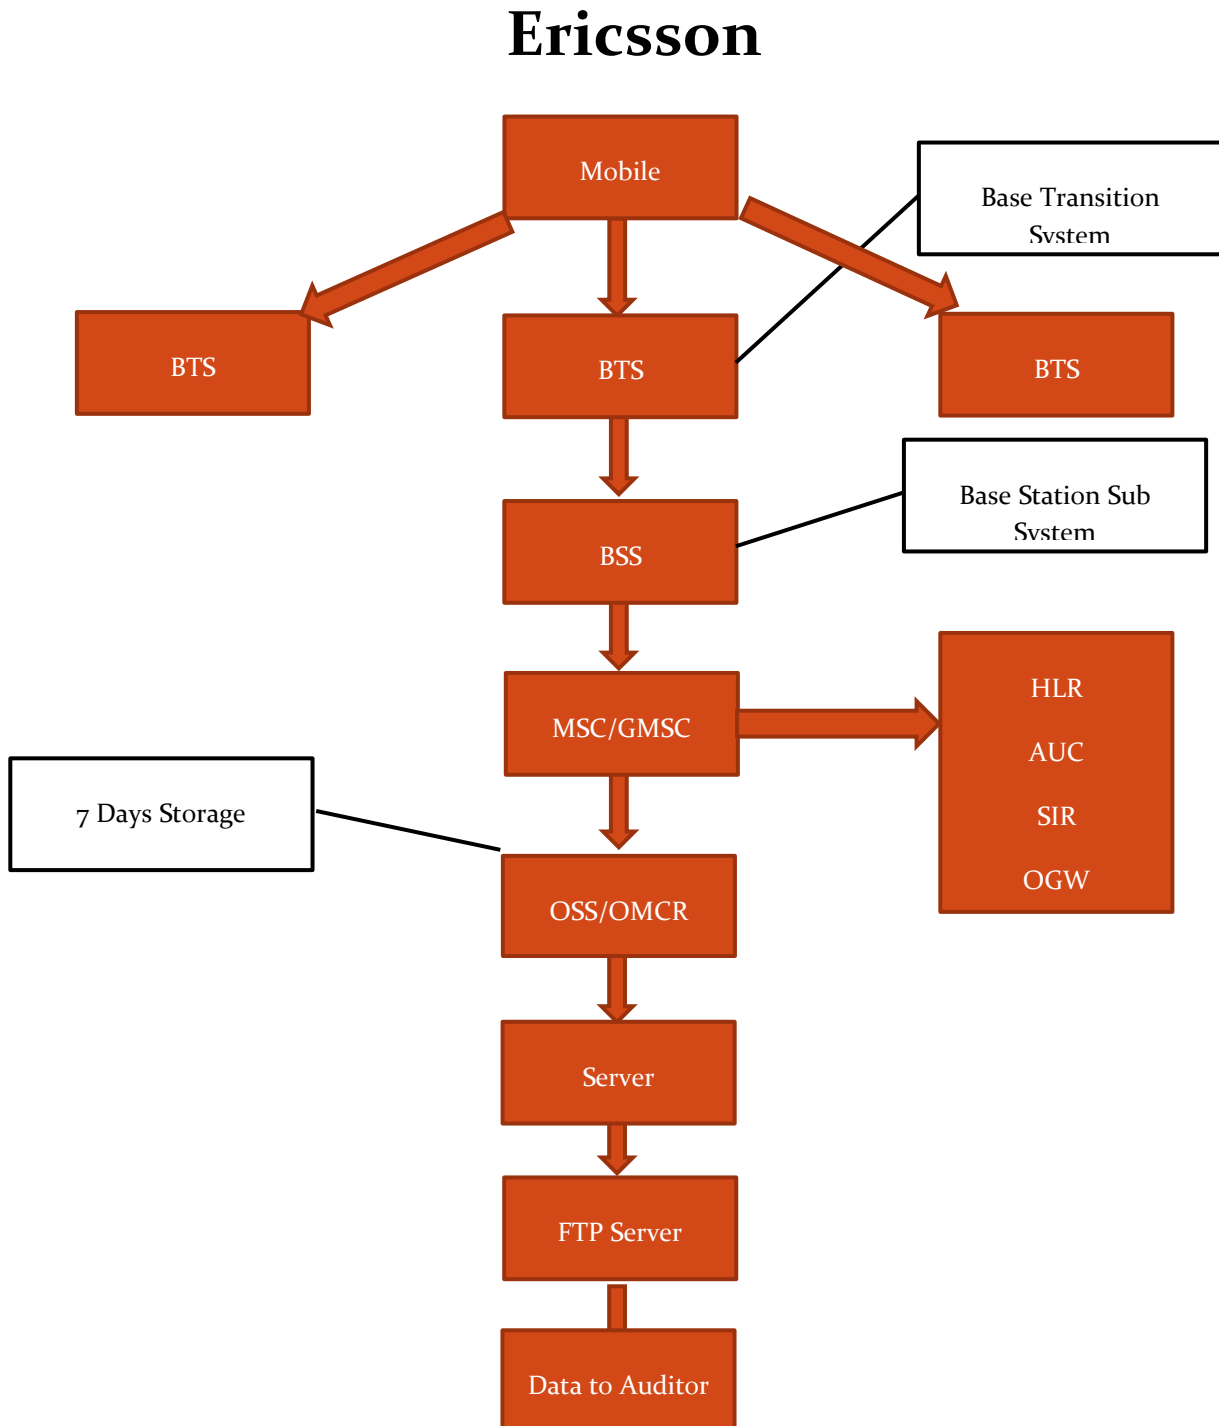 Ericsson
Mobile
Base Transition
System
BTS
BTS
BTS
Base Station Sub
System
BSS
MSC/GMSC
HLR
AUC
SIR
OGW
7 Days Storage
OSS/OMCR
Server
FTP Server
Data to Auditor